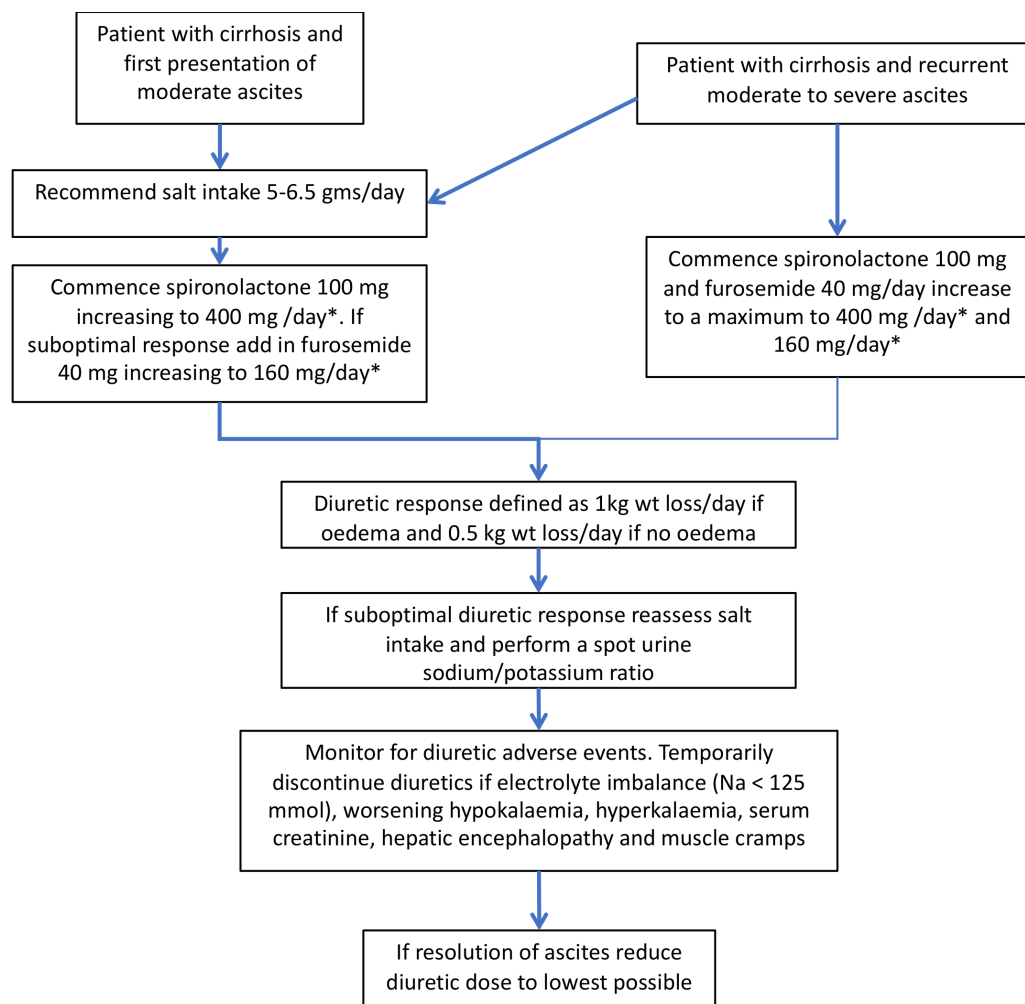 Patient with cirrhosis and
first presentation of
moderate ascites
Patient with cirrhosis and recurrent
moderate to severe ascites
Recommend salt intake 5-6.5 gms/day
Commence spironolactone 100 mg
increasing to 400 mg /day*. If
suboptimal response add in furosemide
40 mg increasing to 160 mg/day*
Commence spironolactone 100 mg
and furosemide 40 mg/day increase
to a maximum to 400 mg /day* and
160 mg/day*
Diuretic response defined as 1kg wt loss/day if
oedema and 0.5 kg wt loss/day if no oedema
If suboptimal diuretic response reassess salt
intake and perform a spot urine
sodium/potassium ratio
Monitor for diuretic adverse events. Temporarily
discontinue diuretics if electrolyte imbalance (Na < 125
mmol), worsening hypokalaemia, hyperkalaemia, serum
creatinine, hepatic encephalopathy and muscle cramps
If resolution of ascites reduce
diuretic dose to lowest possible